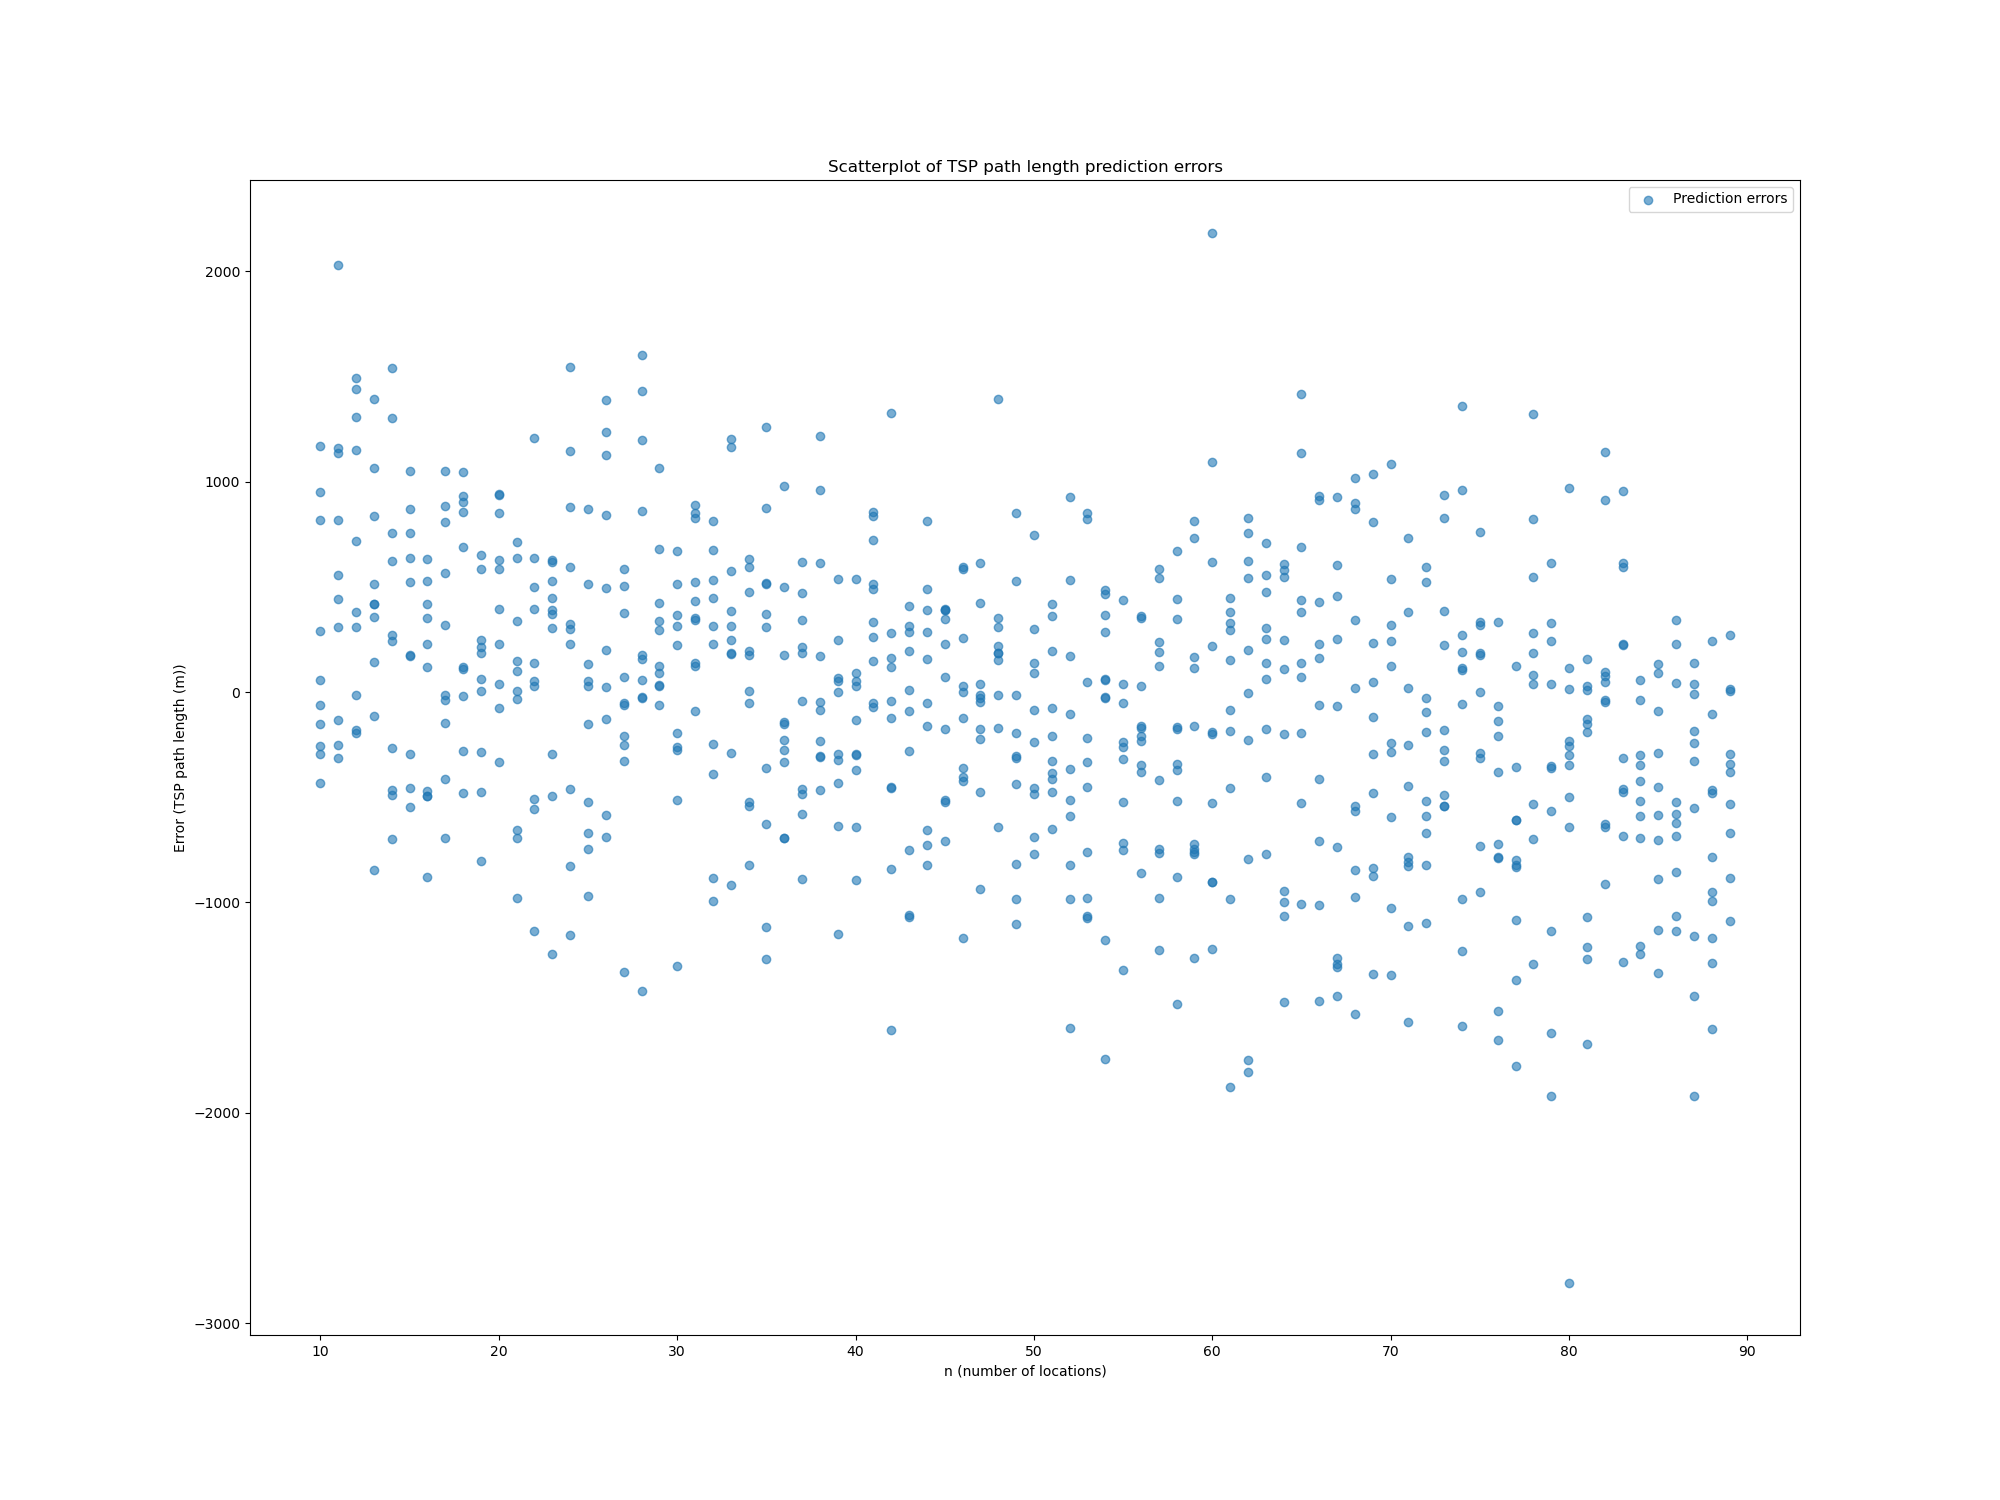 Scatterplot of TSP path length prediction errors
Prediction errors
Error (TSP path length (m))
2000
1000
0
−1000
−2000
−3000
10 20 30 40 50 60 70 80 90
n (number of locations)